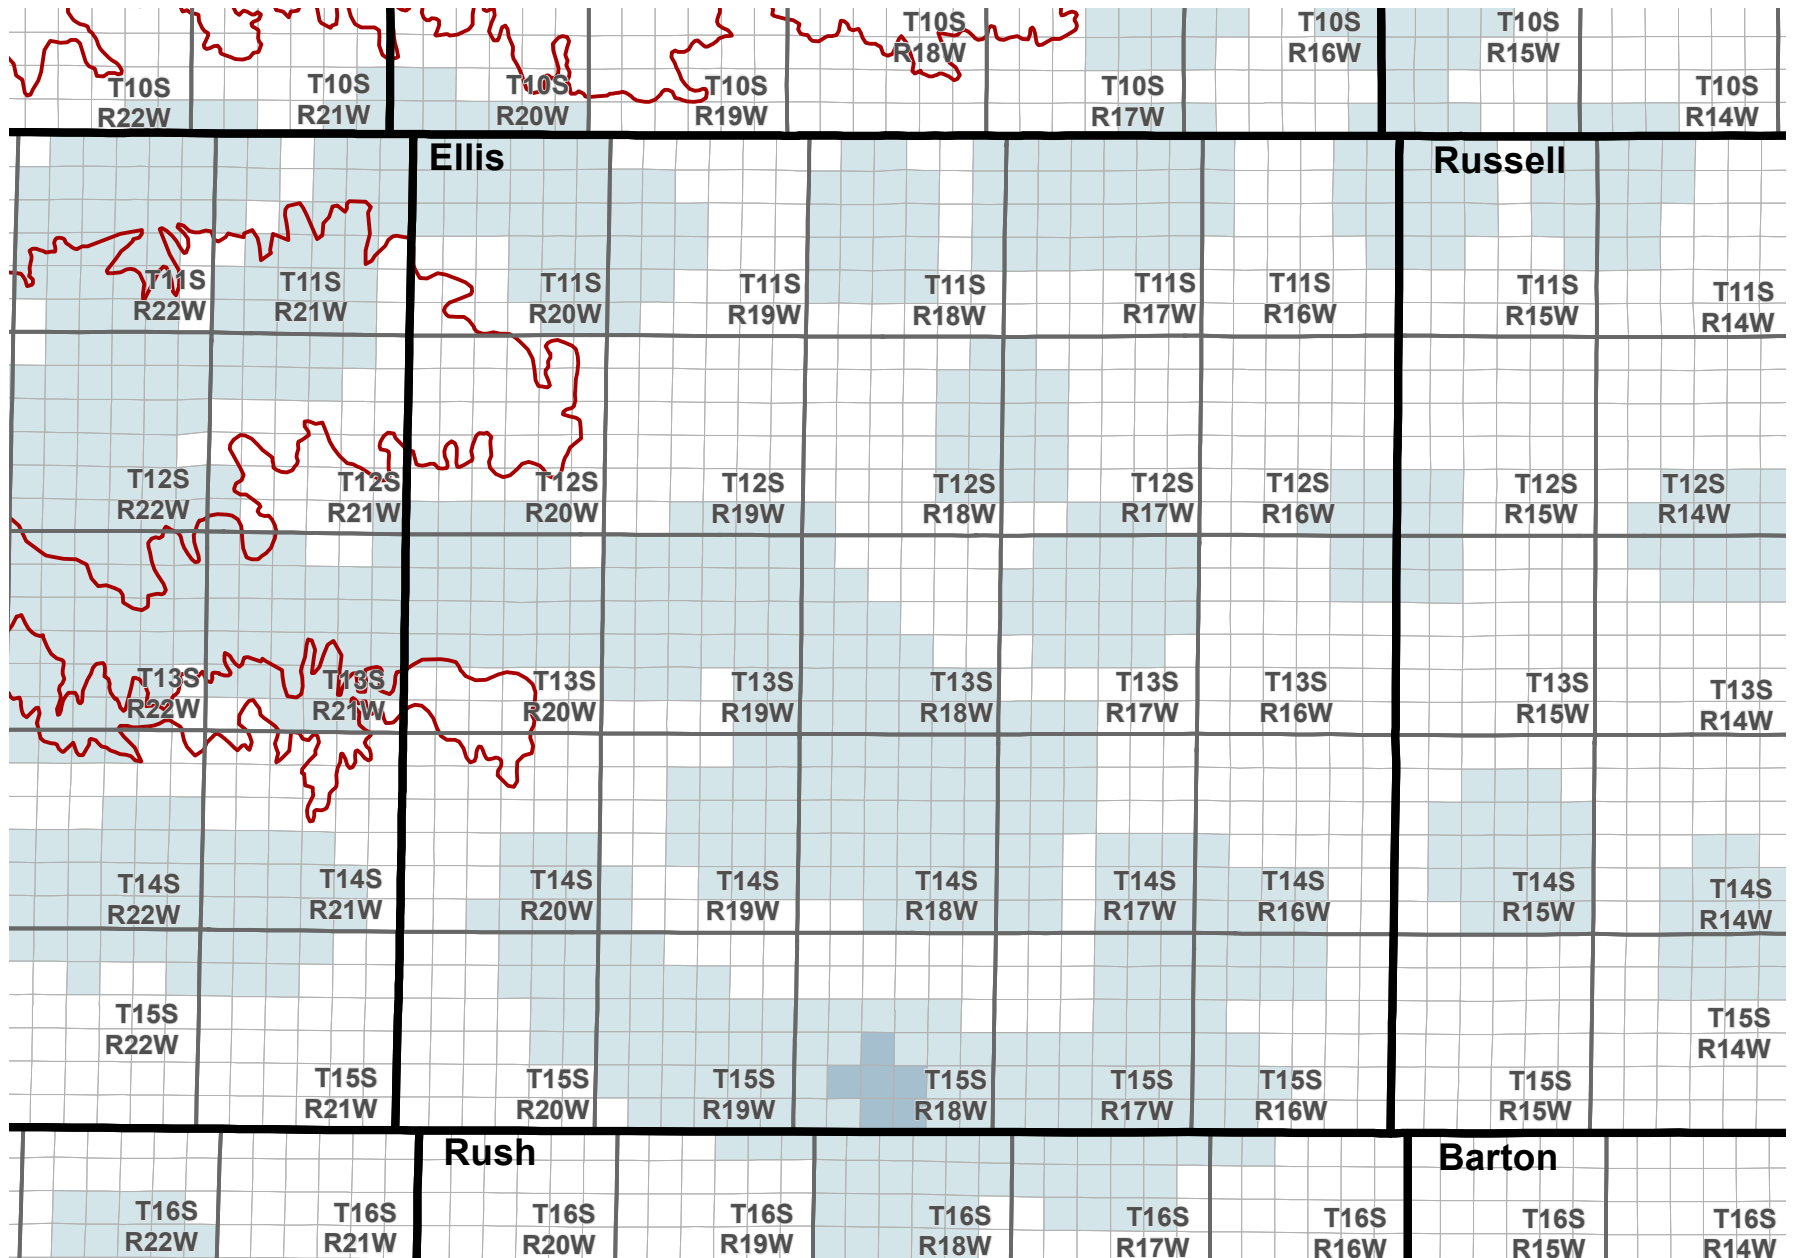 T10S
R18W
T10S
R16W
T10S
R15W
T10S
R22W
T10S
R21W
T10S
R20W
T10S
R19W
T10S
R17W
T10S
R14W
Ellis
Russell
T11S
R22W
T11S
R21W
T11S
R20W
T11S
R19W
T11S
R18W
T11S
R17W
T11S
R16W
T11S
R15W
T11S
R14W
T12S
R22W
T12S
R21W
T12S
R20W
T12S
R19W
T12S
R18W
T12S
R17W
T12S
R16W
T12S
R15W
T12S
R14W
T13S
R22W
T13S
R21W
T13S
R20W
T13S
R19W
T13S
R18W
T13S
R17W
T13S
R16W
T13S
R15W
T13S
R14W
T14S
R22W
T14S
R21W
T14S
R20W
T14S
R19W
T14S
R18W
T14S
R17W
T14S
R16W
T14S
R15W
T14S
R14W
T15S
R22W
T15S
R14W
T15S
R21W
T15S
R20W
T15S
R19W
T15S
R18W
T15S
R17W
T15S
R16W
T15S
R15W
Rush
Barton
T16S
R22W
T16S
R21W
T16S
R20W
T16S
R19W
T16S
R18W
T16S
R17W
T16S
R16W
T16S
R15W
T16S
R14W